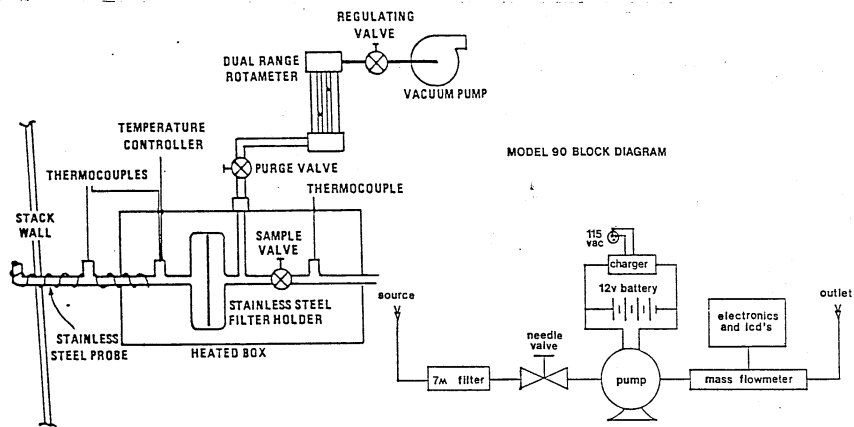 REGULATING
VALVE
DUAL RANGE
ROTAMETER
VACUUM PUMP
TEMPERATURE
CONTROLLER
PURGE VALVE
THERMOCOUPLES
THERMOCOUPLE
STACK
WALL
SAMPLE
VALVE
STAINLESS STEEL
FILTER HOLDER
STAINLESS
STEEL PROBE
HEATED BOX
MODEL 90 BLOCK DIAGRAM
115
vac
charger
12v battery
source
outlet
electronics
and lcd's
needle
valve
7м filter
pump
mass flowmeter